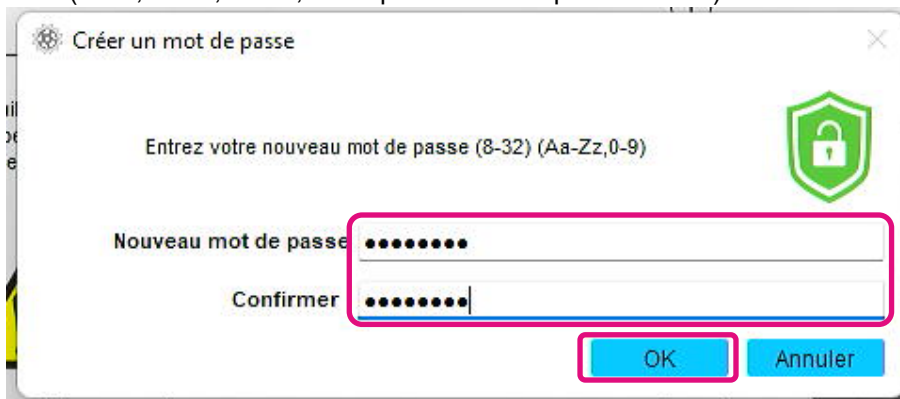 Créer un mot de passe
Entrez votre nouveau mot de passe (8-32) (Aa-Zz,0-9)
Nouveau mot de passe ●●●●●●●●
Confirmer ●●●●●●●●
OK Annuler